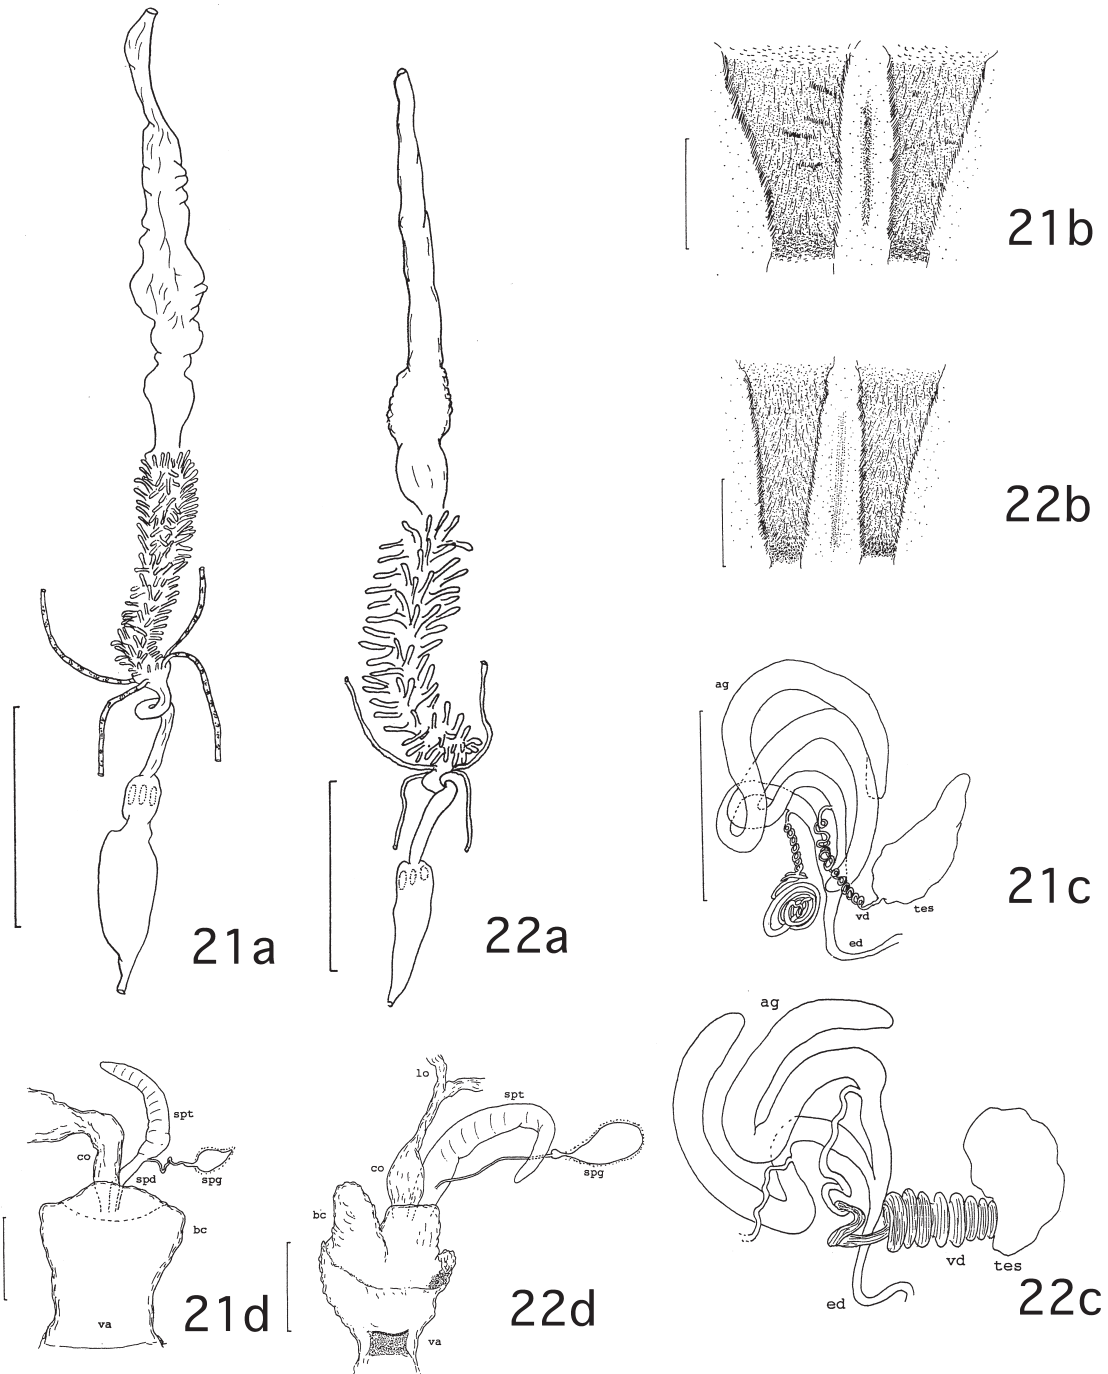 21a
22a
21b
22b
ag
vd
tes
ed
21c
ag
vd
tes
ed
22c
spt
co
spd
spg
bc
va
21d
lo
spt
co
spg
bc
va
22d